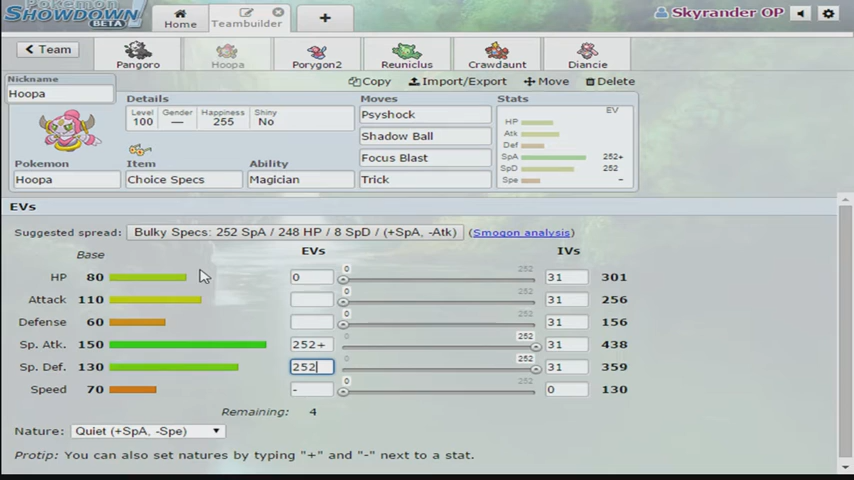 Pokémon
SHOWDOWN
BETA
Home
Teambuilder
+
Skyrander OP
< Team
Pangoro
Hoopa
Porygon2
Reuniclus
Crawdaunt
Diancie
Copy
Import/Export
Move
Delete
Nickname
Hoopa
Details
Level
100
Gender
—
Happiness
255
Shiny
No
Pokemon
Hoopa
Item
Choice Specs
Ability
Magician
Moves
Psyshock
Shadow Ball
Focus Blast
Trick
Stats
EV
HP
Atk
Def
SpA 252+
SpD 252
Spe -
EVs
Suggested spread: Bulky Specs: 252 SpA / 248 HP / 8 SpD / (+SpA, -Atk) (Smogon analysis)
Base EVs IVs
HP 80 0 0 252 31 301
Attack 110 0 252 31 256
Defense 60 0 252 31 156
Sp. Atk. 150 252+ 0 252 31 438
Sp. Def. 130 252 0 252 31 359
Speed 70 - 0 252 0 130
Remaining: 4
Nature: Quiet (+SpA, -Spe)
Protip: You can also set natures by typing "+" and "-" next to a stat.